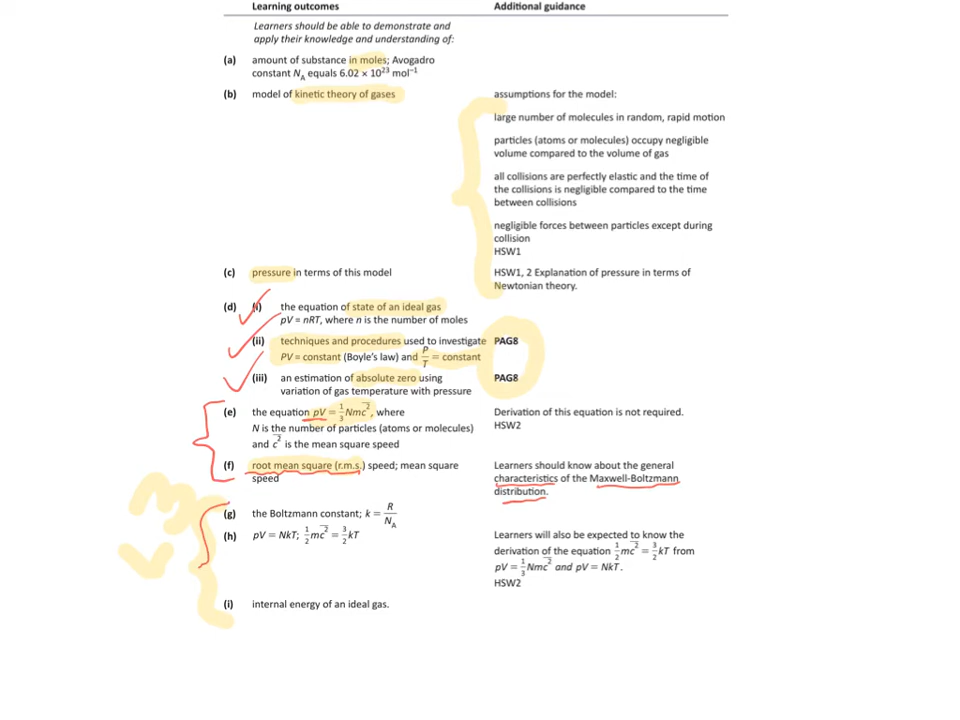 Learning outcomes Additional guidance
Learners should be able to demonstrate and
apply their knowledge and understanding of:
(a) amount of substance in moles; Avogadro
constant N_A equals 6.02 × 10²³ mol⁻¹
(b) model of kinetic theory of gases assumptions for the model:
large number of molecules in random, rapid motion
particles (atoms or molecules) occupy negligible
volume compared to the volume of gas
all collisions are perfectly elastic and the time of
the collisions is negligible compared to the time
between collisions
negligible forces between particles except during
collision
HSW1
(c) pressure in terms of this model HSW1, 2 Explanation of pressure in terms of
Newtonian theory.
(d) (i) the equation of state of an ideal gas
pV = nRT, where n is the number of moles
(ii) techniques and procedures used to investigate PAG8
PV = constant (Boyle's law) and P/T = constant
(iii) an estimation of absolute zero using PAG8
variation of gas temperature with pressure
(e) the equation pV = 1/3 Nmc̅², where Derivation of this equation is not required.
N is the number of particles (atoms or molecules) HSW2
and c̅² is the mean square speed
(f) root mean square (r.m.s.) speed; mean square Learners should know about the general
speed characteristics of the Maxwell-Boltzmann
distribution.
(g) the Boltzmann constant; k = R/N_A
(h) pV = NkT; 1/2 mc̅² = 3/2 kT Learners will also be expected to know the
derivation of the equation 1/2 mc̅² = 3/2 kT from
pV = 1/3 Nmc̅² and pV = NkT.
HSW2
(i) internal energy of an ideal gas.
L3